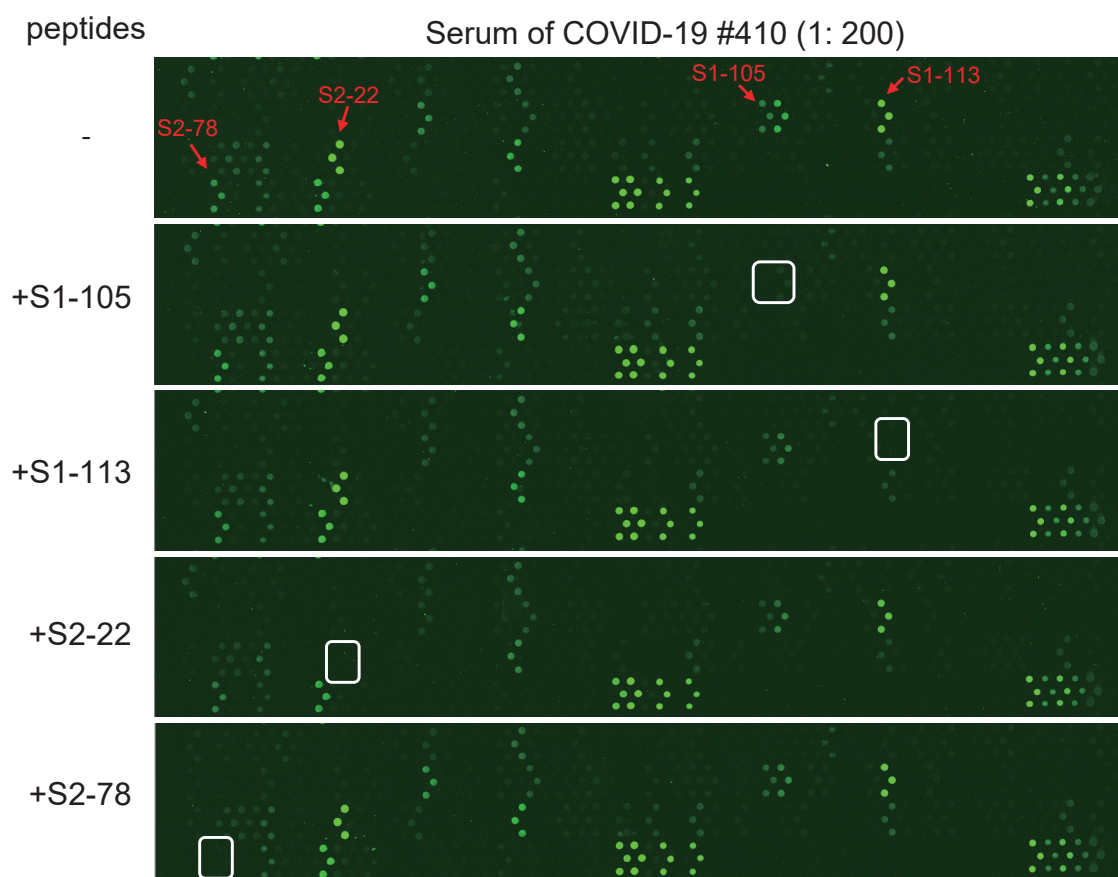 peptides
Serum of COVID-19 #410 (1: 200)
S1-105
S1-113
S2-22
S2-78
-
+S1-105
+S1-113
+S2-22
+S2-78